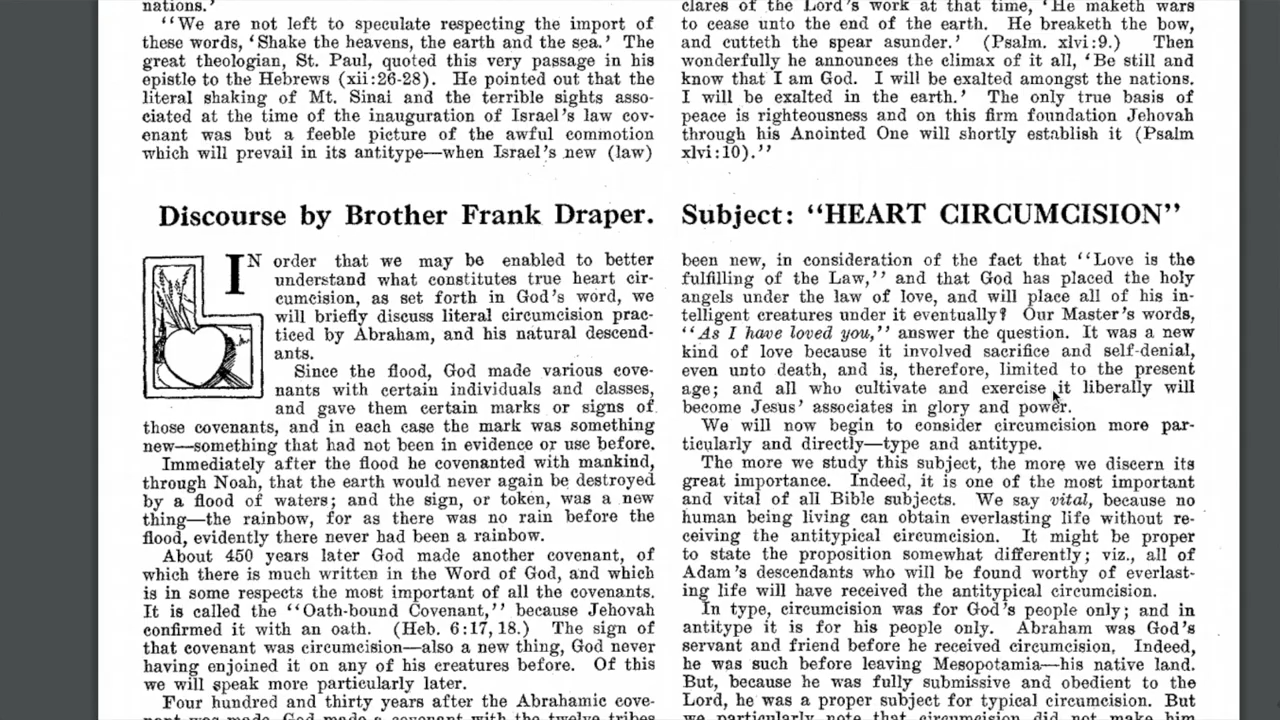 nations.'
"We are not left to speculate respecting the import of
these words, 'Shake the heavens, the earth and the sea.' The
great theologian, St. Paul, quoted this very passage in his
epistle to the Hebrews (xii:26-28). He pointed out that the
literal shaking of Mt. Sinai and the terrible sights asso-
ciated at the time of the inauguration of Israel's law cov-
enant was but a feeble picture of the awful commotion
which will prevail in its antitype—when Israel's new (law)
clares of the Lord's work at that time, 'He maketh wars
to cease unto the end of the earth. He breaketh the bow,
and cutteth the spear asunder.' (Psalm. xlvi:9.) Then
wonderfully he announces the climax of it all, 'Be still and
know that I am God. I will be exalted amongst the nations.
I will be exalted in the earth.' The only true basis of
peace is righteousness and on this firm foundation Jehovah
through his Anointed One will shortly establish it (Psalm
xlvi:10)."
Discourse by Brother Frank Draper. Subject: "HEART CIRCUMCISION"
IN order that we may be enabled to better
understand what constitutes true heart cir-
cumcision, as set forth in God's word, we
will briefly discuss literal circumcision prac-
ticed by Abraham, and his natural descend-
ants.
Since the flood, God made various cove-
nants with certain individuals and classes,
and gave them certain marks or signs of
those covenants, and in each case the mark was something
new—something that had not been in evidence or use before.
Immediately after the flood he covenanted with mankind,
through Noah, that the earth would never again be destroyed
by a flood of waters; and the sign, or token, was a new
thing—the rainbow, for as there was no rain before the
flood, evidently there never had been a rainbow.
About 450 years later God made another covenant, of
which there is much written in the Word of God, and which
is in some respects the most important of all the covenants.
It is called the "Oath-bound Covenant," because Jehovah
confirmed it with an oath. (Heb. 6:17, 18.) The sign of
that covenant was circumcision—also a new thing, God never
having enjoined it on any of his creatures before. Of this
we will speak more particularly later.
Four hundred and thirty years after the Abrahamic cove-
nant was made, God made a covenant with the twelve tribes
been new, in consideration of the fact that "Love is the
fulfilling of the Law," and that God has placed the holy
angels under the law of love, and will place all of his in-
telligent creatures under it eventually? Our Master's words,
"As I have loved you," answer the question. It was a new
kind of love because it involved sacrifice and self-denial,
even unto death, and is, therefore, limited to the present
age; and all who cultivate and exercise it liberally will
become Jesus' associates in glory and power.
We will now begin to consider circumcision more par-
ticularly and directly—type and antitype.
The more we study this subject, the more we discern its
great importance. Indeed, it is one of the most important
and vital of all Bible subjects. We say vital, because no
human being living can obtain everlasting life without re-
ceiving the antitypical circumcision. It might be proper
to state the proposition somewhat differently; viz., all of
Adam's descendants who will be found worthy of everlast-
ing life will have received the antitypical circumcision.
In type, circumcision was for God's people only; and in
antitype it is for his people only. Abraham was God's
servant and friend before he received circumcision. Indeed,
he was such before leaving Mesopotamia—his native land.
But, because he was fully submissive and obedient to the
Lord, he was a proper subject for typical circumcision. But
we particularly note that circumcision did not make him